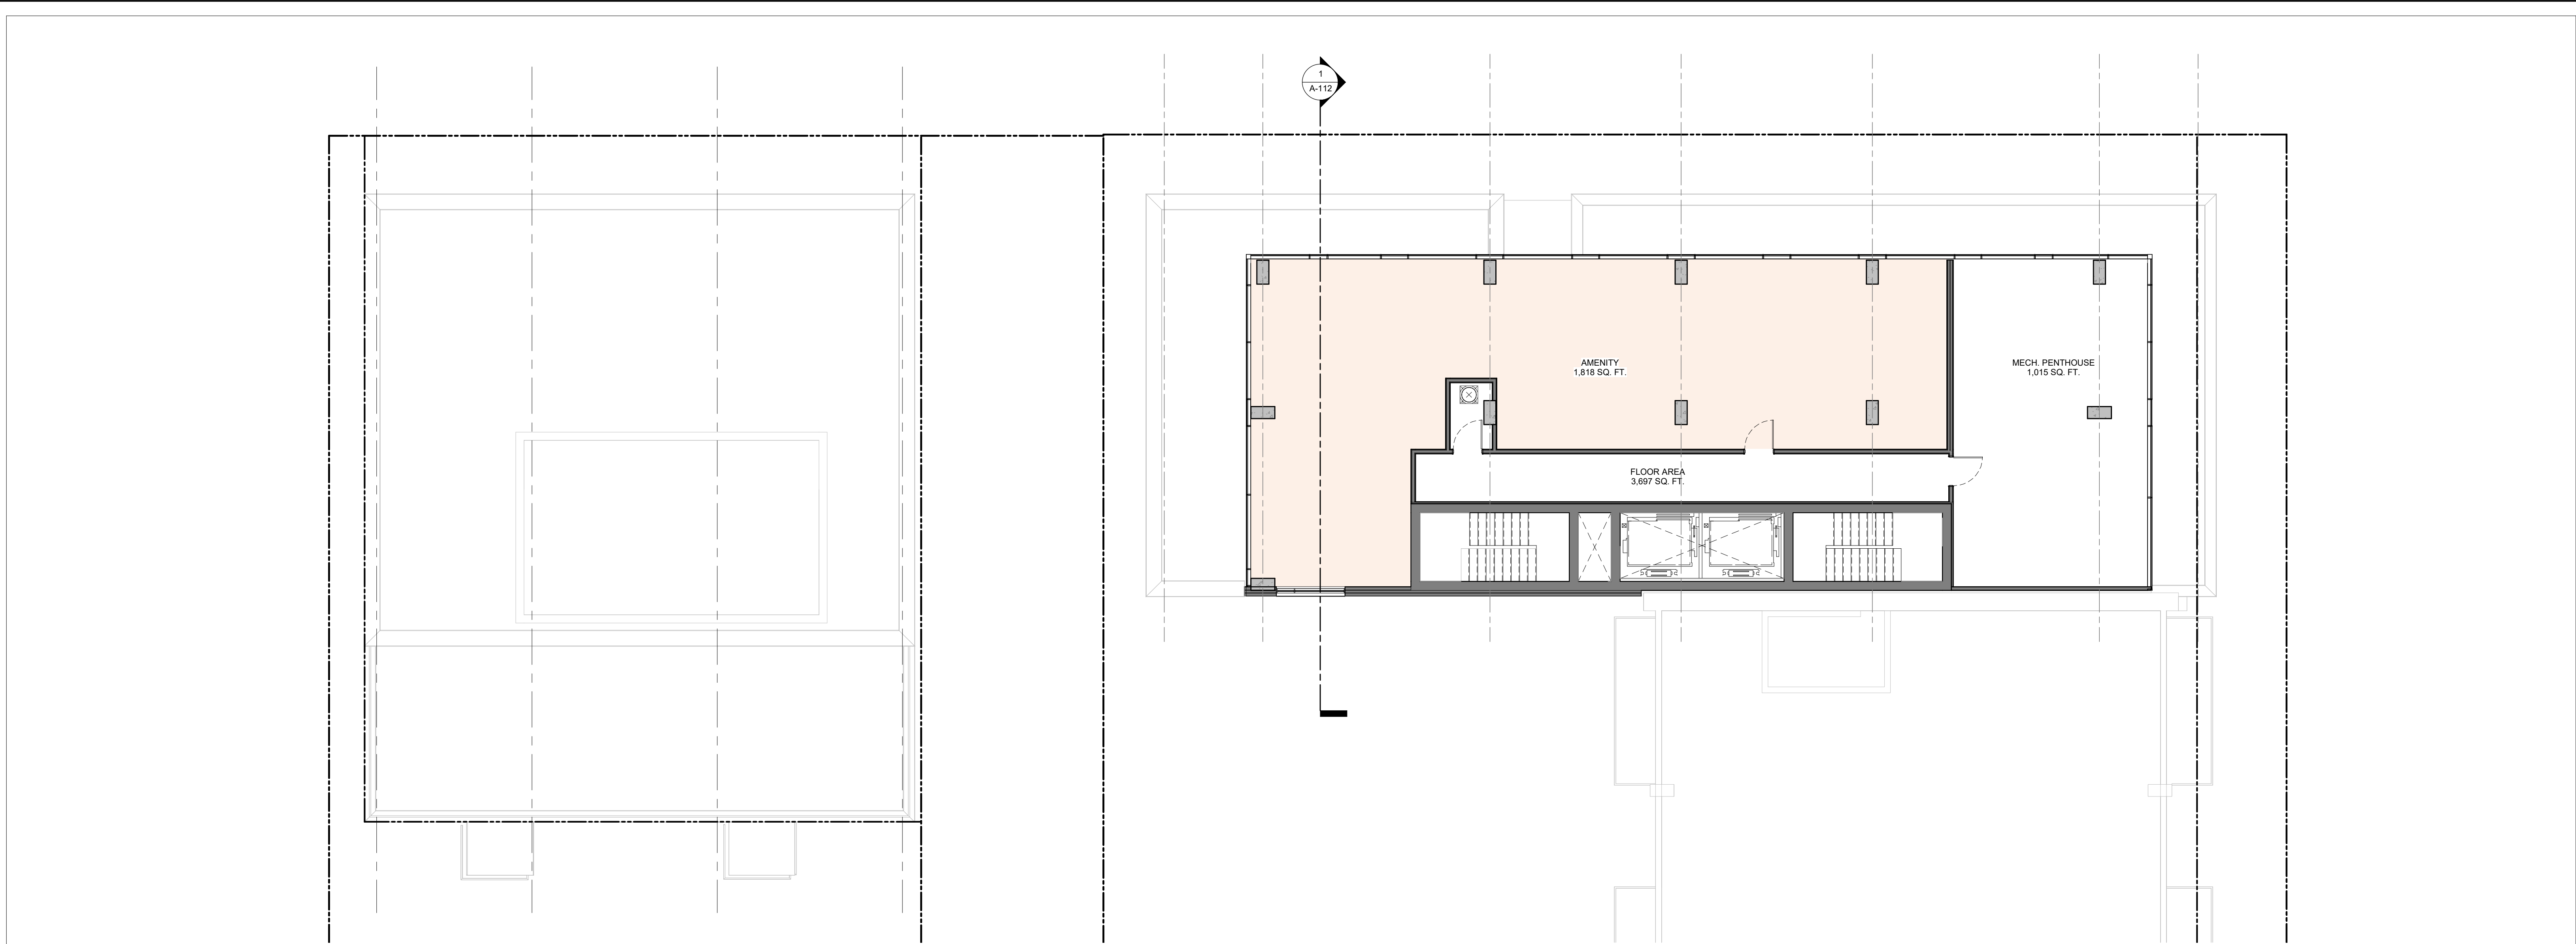 1
A-112
AMENITY
1,818 SQ. FT.
MECH. PENTHOUSE
1,015 SQ. FT.
FLOOR AREA
3,697 SQ. FT.